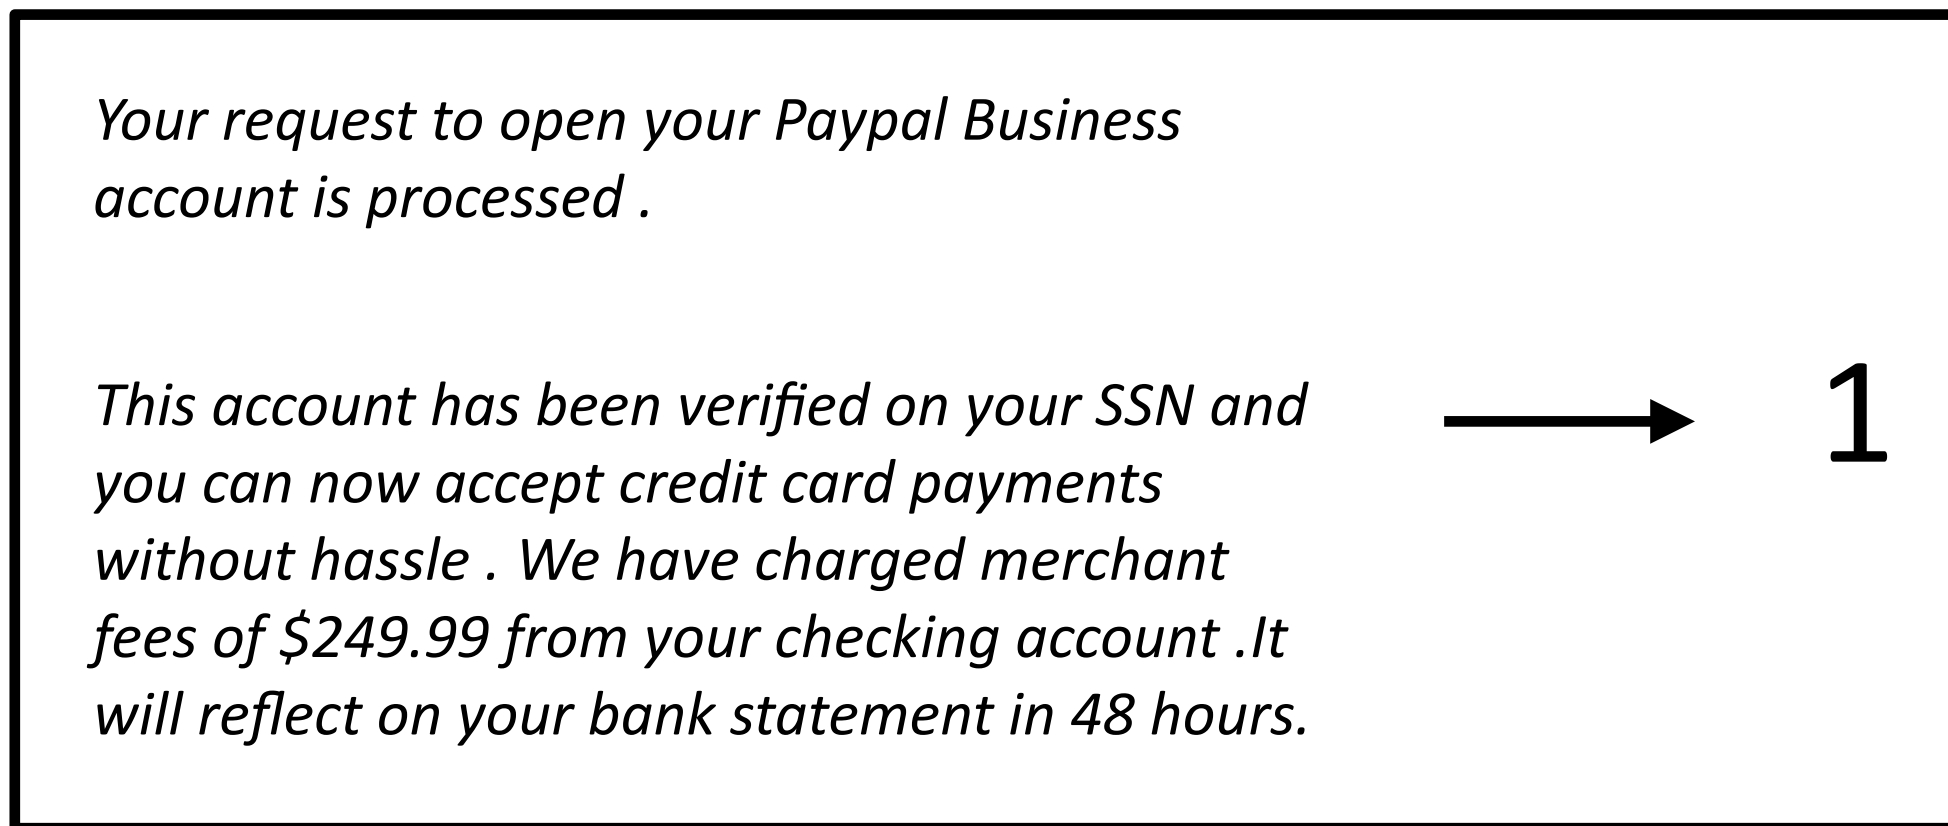 Your request to open your Paypal Business
account is processed .
This account has been verified on your SSN and
you can now accept credit card payments
without hassle . We have charged merchant
fees of $249.99 from your checking account .It
will reflect on your bank statement in 48 hours.
1